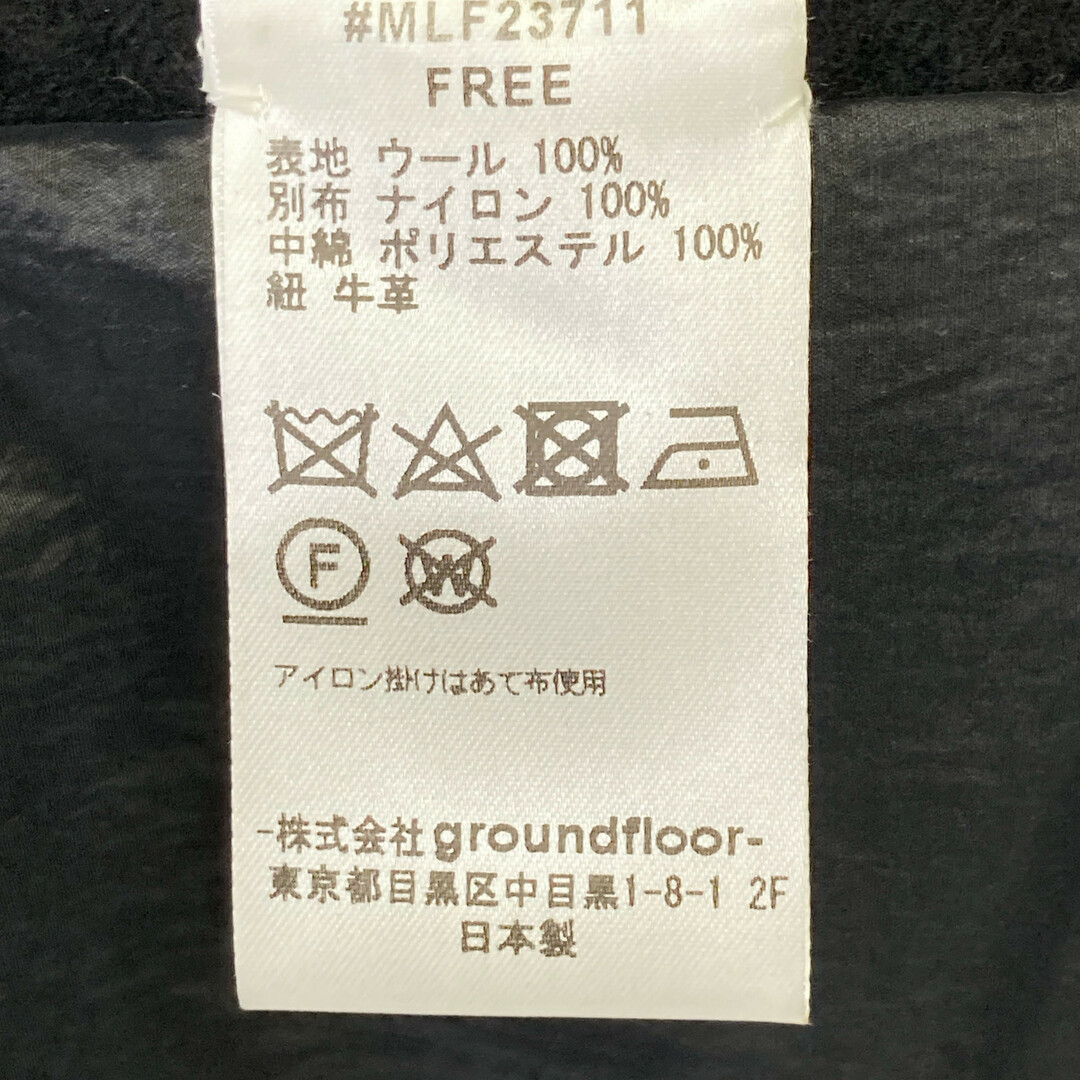 #MLF23711
FREE
表地 ウール 100%
別布 ナイロン 100%
中綿 ポリエステル 100%
紐 牛革
F W
アイロン掛けはあて布使用
-株式会社groundfloor-
東京都目黒区中目黒1-8-1 2F
日本製